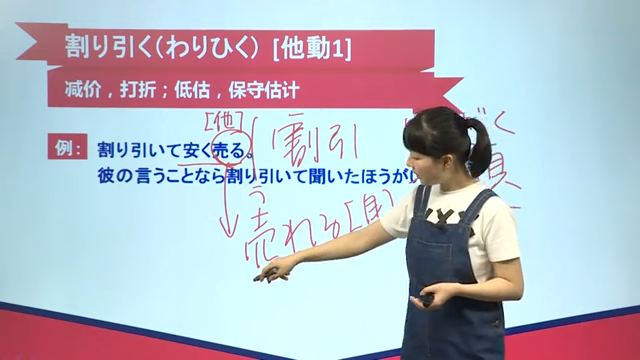 割り引く（わりひく） [他動1]
减价，打折；低估，保守估计
例：
割り引いて安く売る。
彼の言うことなら割り引いて聞いたほうが
[他]
割引
売れる[自]